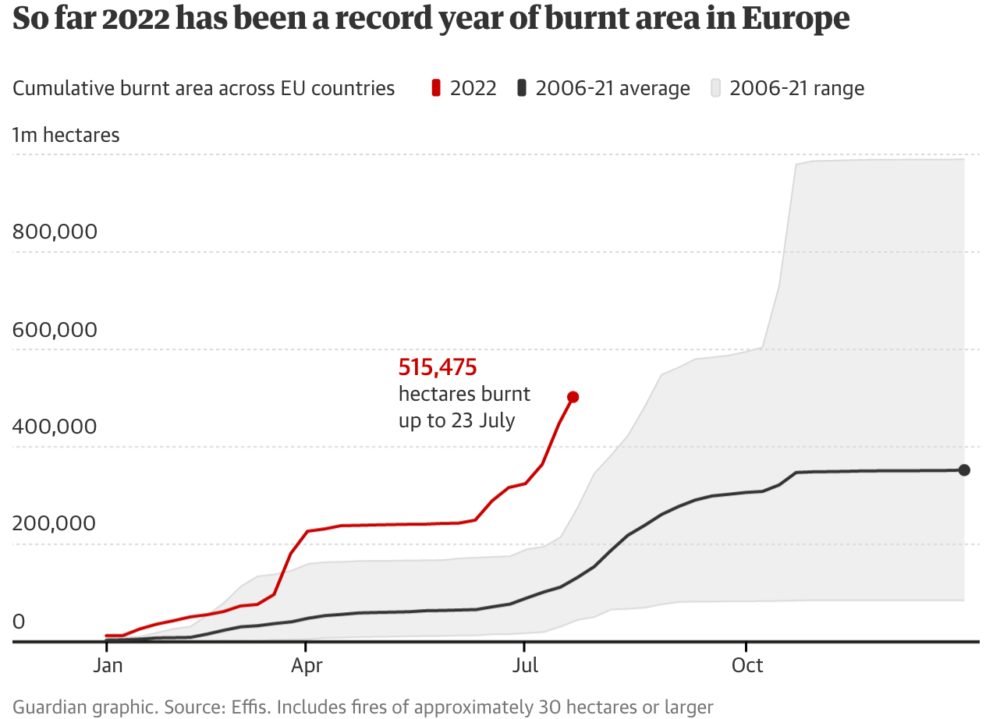 So far 2022 has been a record year of burnt area in Europe
Cumulative burnt area across EU countries 2022 2006-21 average 2006-21 range
1m hectares
800,000
600,000
515,475
hectares burnt
up to 23 July
400,000
200,000
0
Jan Apr Jul Oct
Guardian graphic. Source: Effis. Includes fires of approximately 30 hectares or larger